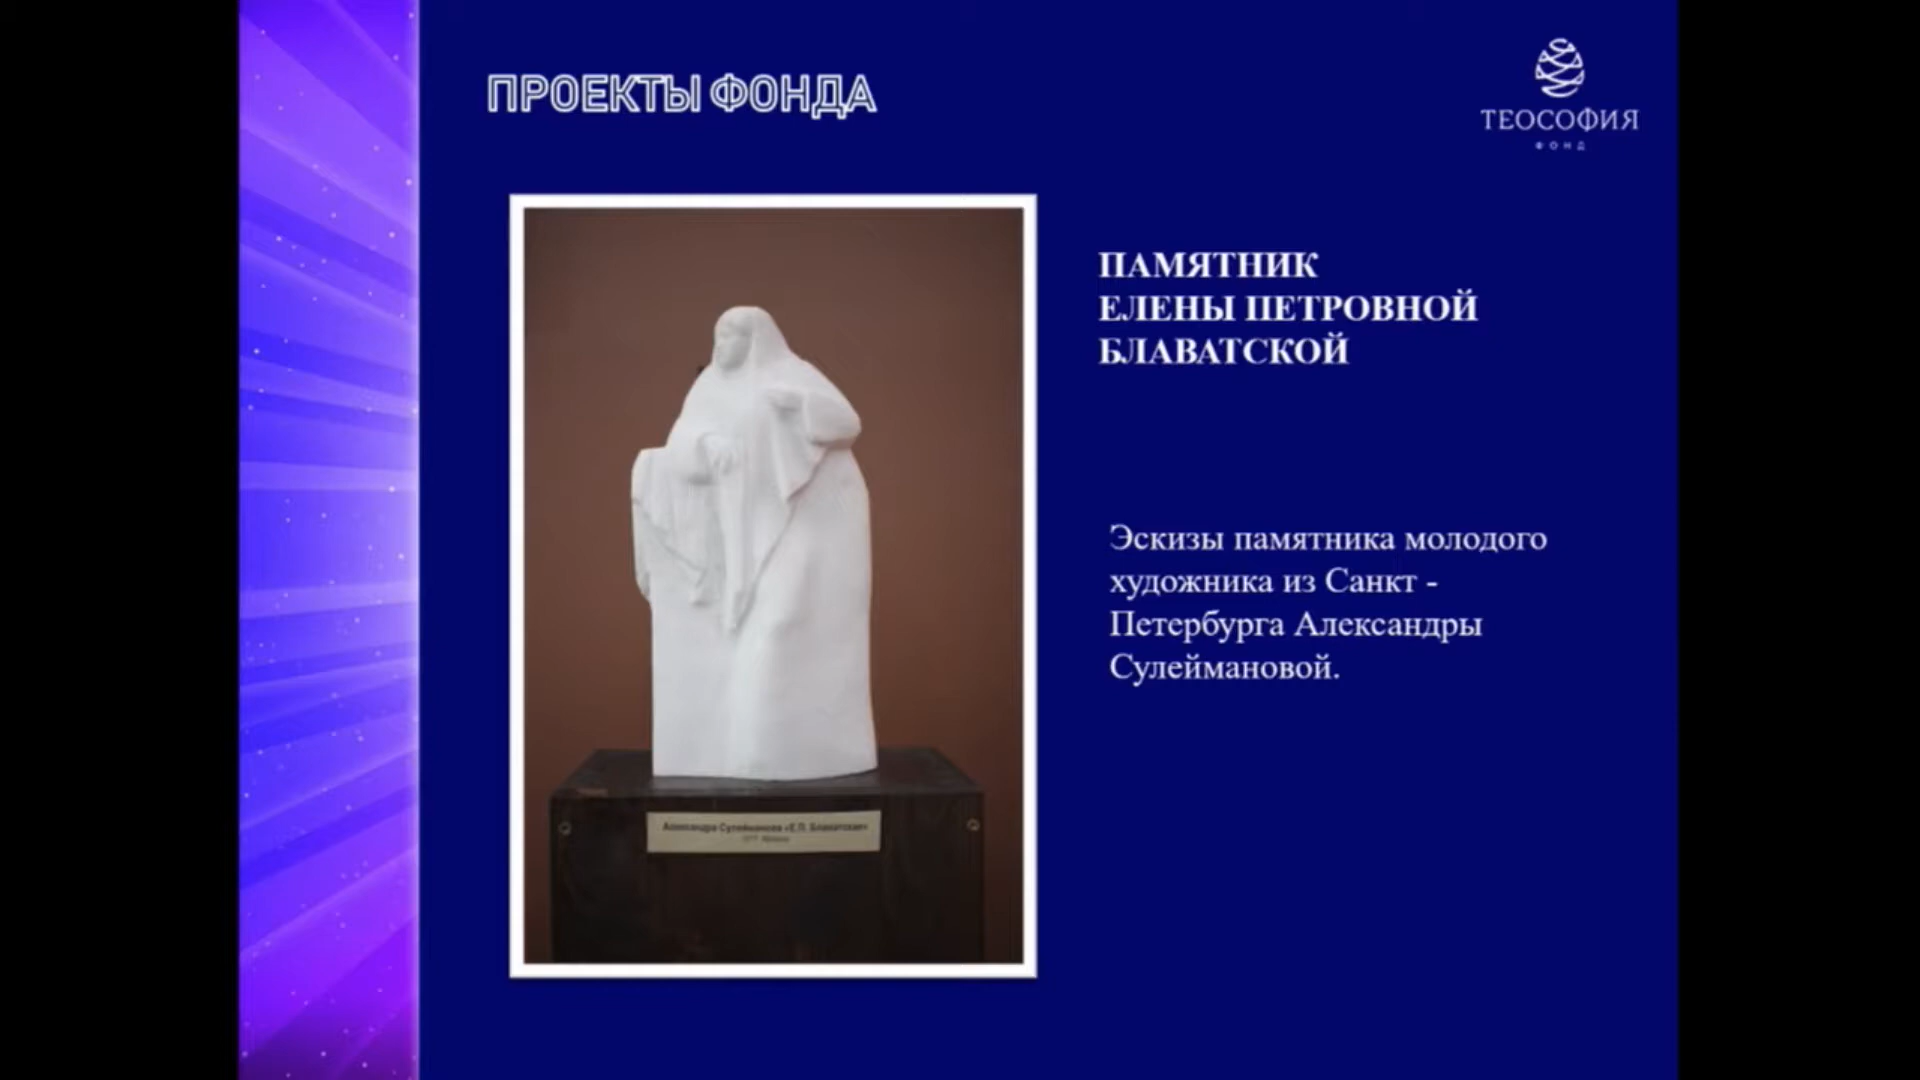 ПРОЕКТЫ ФОНДА
ТЕОСОФИЯ
ФОНД
ПАМЯТНИК
ЕЛЕНЫ ПЕТРОВНОЙ
БЛАВАТСКОЙ
Эскизы памятника молодого
художника из Санкт -
Петербурга Александры
Сулеймановой.
Александра Сулейманова «Е.П. Блаватская»